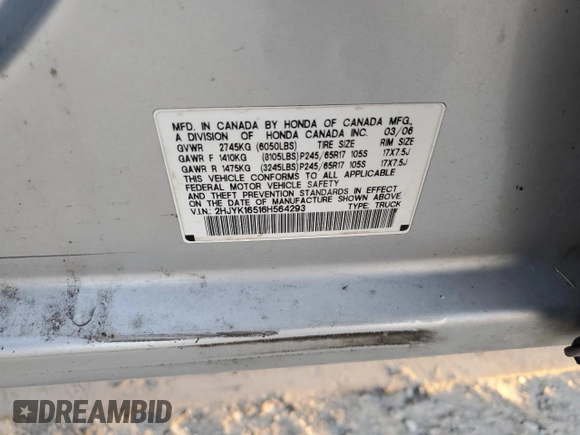 MFD. IN CANADA BY HONDA OF CANADA MFG.,
A DIVISION OF HONDA CANADA INC. 03/06
GVWR 2745KG (6050LBS) TIRE SIZE RIM SIZE
GAWR F 1410KG (3105LBS) P245/65R17 105S 17X7.5J
GAWR R 1475KG (3245LBS) P245/65R17 105S 17X7.5J
THIS VEHICLE CONFORMS TO ALL APPLICABLE
FEDERAL MOTOR VEHICLE SAFETY
AND THEFT PREVENTION STANDARDS IN EFFECT
ON THE DATE OF MANUFACTURE SHOWN ABOVE.
V.I.N.: 2HJYK16516H564293 TYPE: TRUCK
DREAMBID